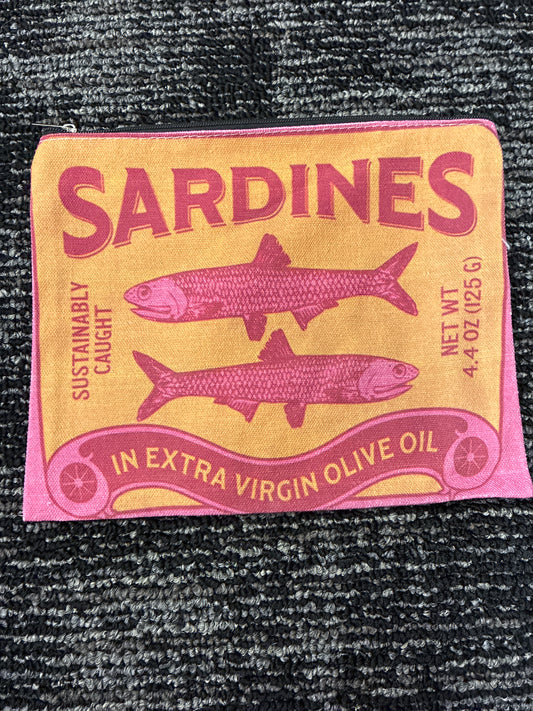 SARDINES
SUSTAINABLY
CAUGHT
NET WT
4.4 OZ (125 G)
IN EXTRA VIRGIN OLIVE OIL